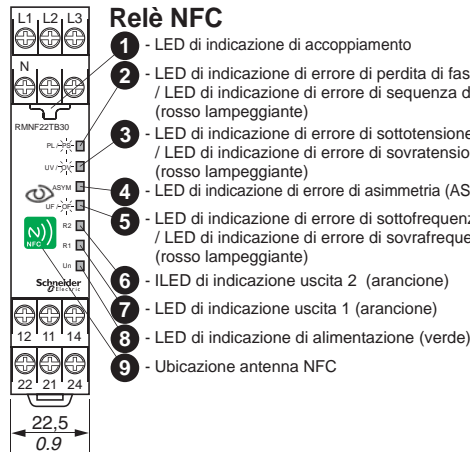 Relè NFC
L1 L2 L3
N
RMNF22TB30
PL / PS
UV / OV
ASYM
UF / OF
R2
R1
Un
N
NFC
Schneider
Electric
12 11 14
22 21 24
22,5
0.9
1 - LED di indicazione di accoppiamento
2 - LED di indicazione di errore di perdita di fas
/ LED di indicazione di errore di sequenza d
(rosso lampeggiante)
3 - LED di indicazione di errore di sottotensione
/ LED di indicazione di errore di sovratensio
(rosso lampeggiante)
4 - LED di indicazione di errore di asimmetria (AS
5 - LED di indicazione di errore di sottofrequenz
/ LED di indicazione di errore di sovrafreque
(rosso lampeggiante)
6 - ILED di indicazione uscita 2 (arancione)
7 - LED di indicazione uscita 1 (arancione)
8 - LED di indicazione di alimentazione (verde)
9 - Ubicazione antenna NFC